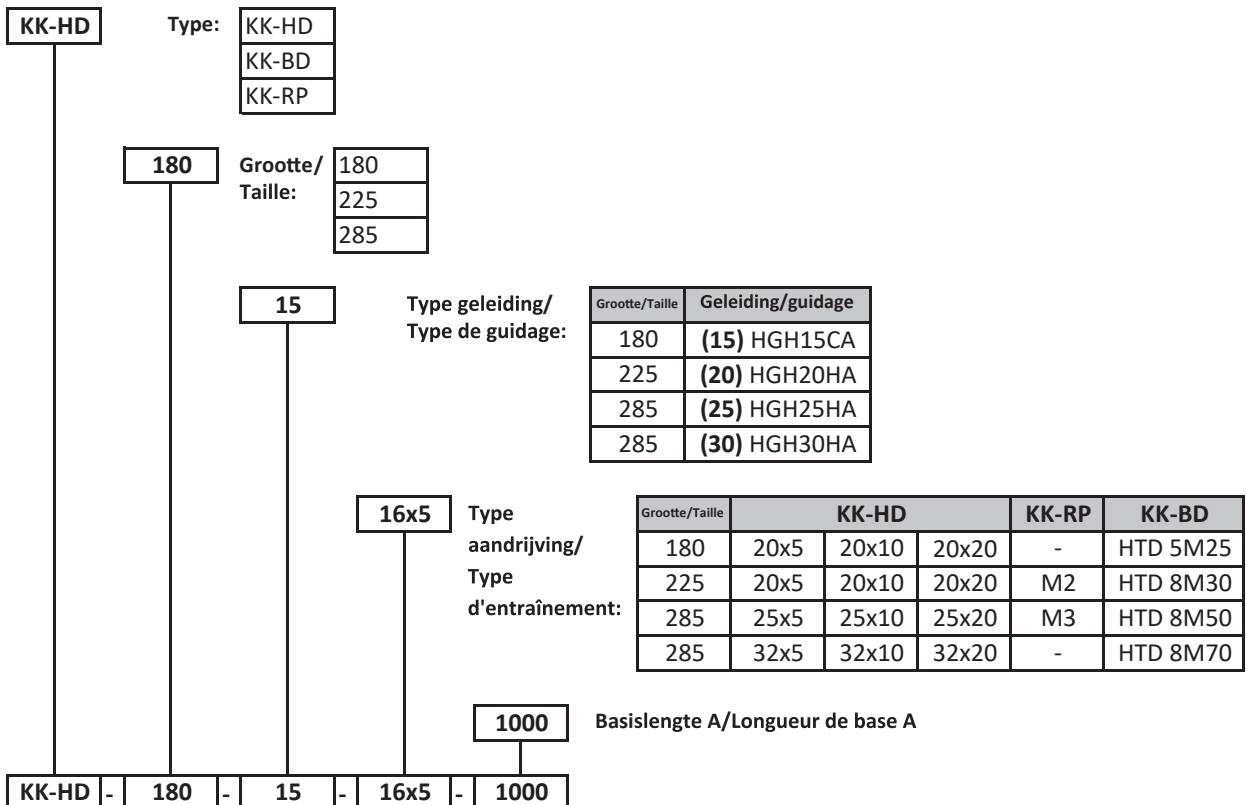 KK-HD Type: KK-HD
KK-BD
KK-RP
180 Grootte/ 180
Taille: 225
285
15 Type geleiding/ Grootte/Taille Geleiding/guidage
Type de guidage: 180 (15) HGH15CA
225 (20) HGH20HA
285 (25) HGH25HA
285 (30) HGH30HA
16x5 Type Grootte/Taille KK-HD KK-RP KK-BD
aandrijving/ 180 20x5 20x10 20x20 - HTD 5M25
Type 225 20x5 20x10 20x20 M2 HTD 8M30
d'entraînement: 285 25x5 25x10 25x20 M3 HTD 8M50
285 32x5 32x10 32x20 - HTD 8M70
1000 Basislengte A/Longueur de base A
KK-HD - 180 - 15 - 16x5 - 1000